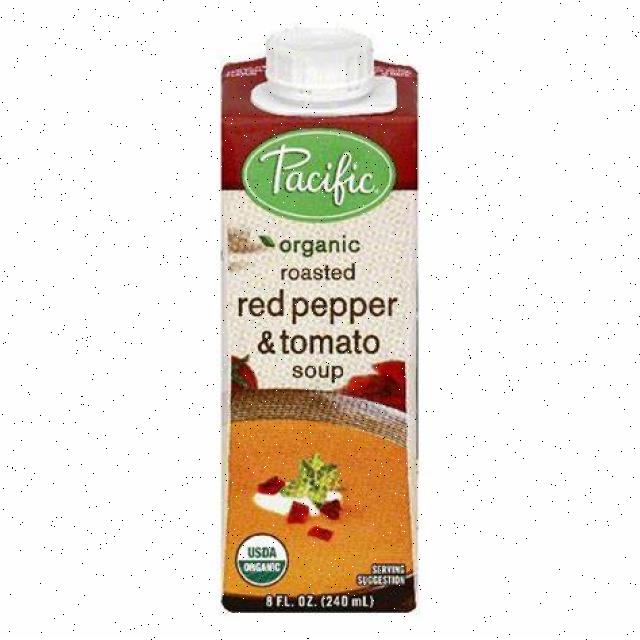 Pacific
organic
roasted
red pepper
& tomato
soup
USDA
ORGANIC
SERVING
SUGGESTION
8 FL. OZ. (240 mL)